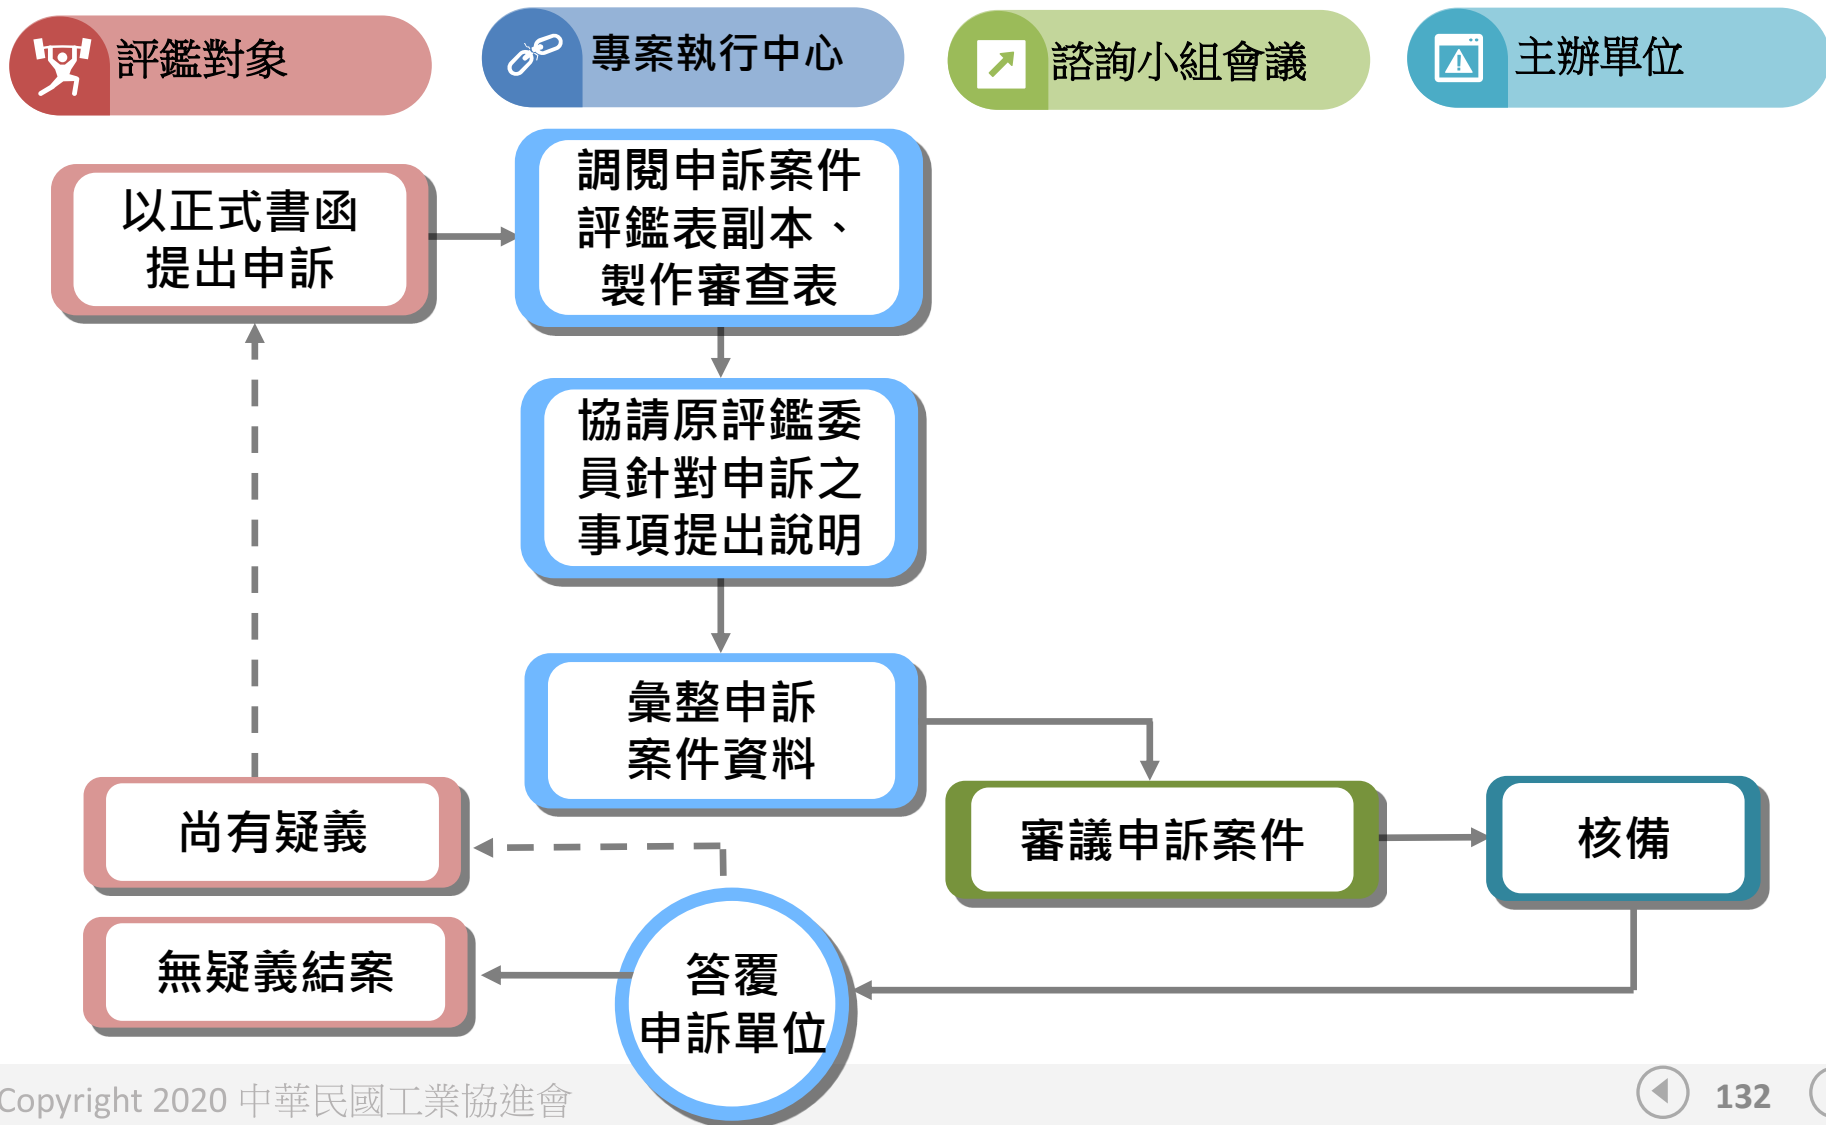 評鑑對象
專案執行中心
諮詢小組會議
主辦單位
以正式書函
提出申訴
調閱申訴案件
評鑑表副本、
製作審查表
協請原評鑑委
員針對申訴之
事項提出說明
彙整申訴
案件資料
審議申訴案件
核備
尚有疑義
無疑義結案
答覆
申訴單位
Copyright 2020 中華民國工業協進會
132